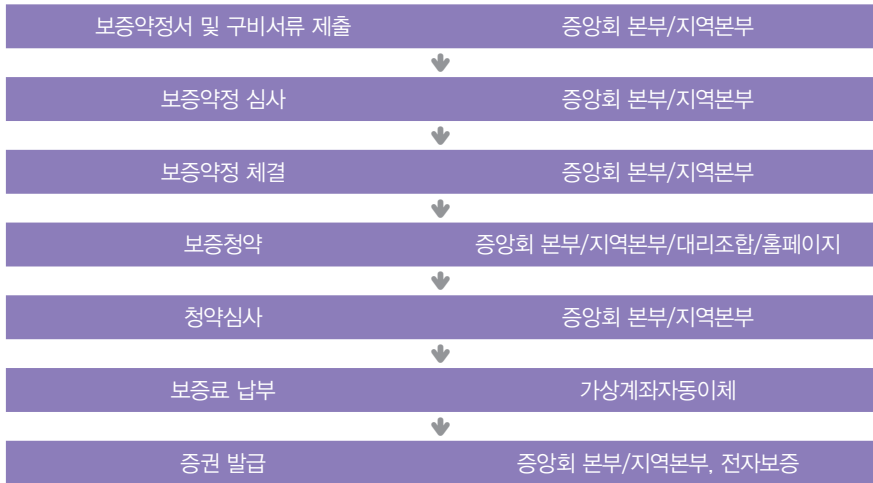 보증약정서 및 구비서류 제출 증앙회 본부/지역본부
보증약정 심사 증앙회 본부/지역본부
보증약정 체결 증앙회 본부/지역본부
보증청약 증앙회 본부/지역본부/대리조합/홈페이지
청약심사 증앙회 본부/지역본부
보증료 납부 가상계좌자동이체
증권 발급 증앙회 본부/지역본부, 전자보증